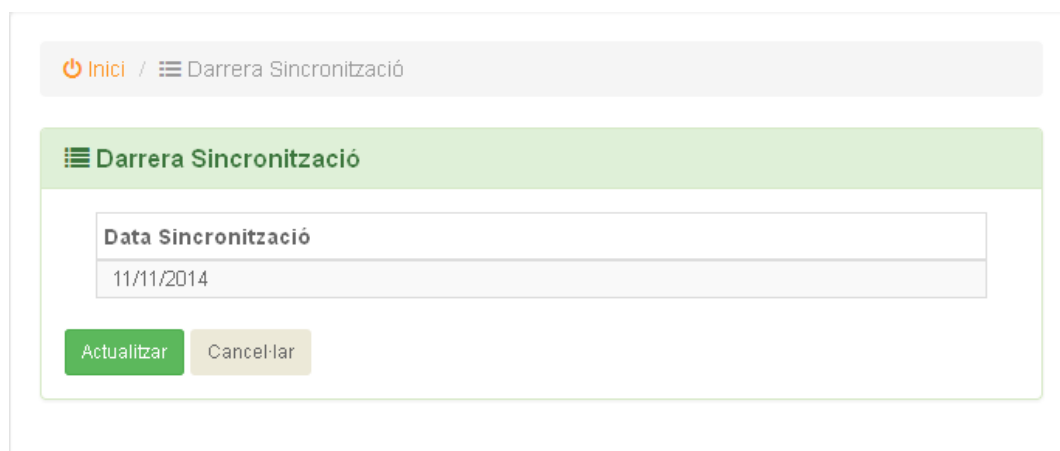 Inici / Darrera Sincronització
Darrera Sincronització
Data Sincronització
11/11/2014
Actualitzar Cancel·lar